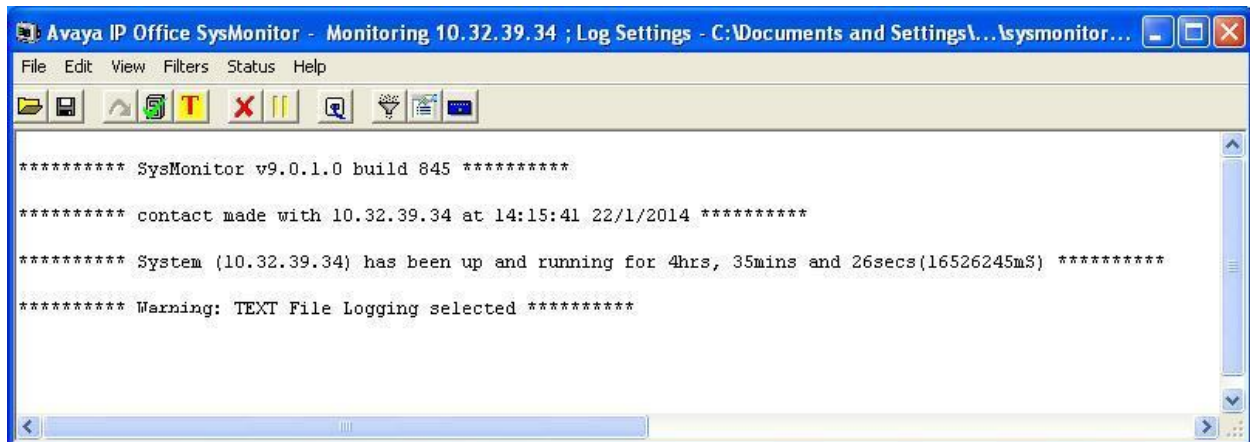 Avaya IP Office SysMonitor - Monitoring 10.32.39.34 ; Log Settings - C:\Documents and Settings\...\sysmonitor...
File Edit View Filters Status Help
T
********** SysMonitor v9.0.1.0 build 845 **********
********** contact made with 10.32.39.34 at 14:15:41 22/1/2014 **********
********** System (10.32.39.34) has been up and running for 4hrs, 35mins and 26secs(16526245mS) **********
********** Warning: TEXT File Logging selected **********